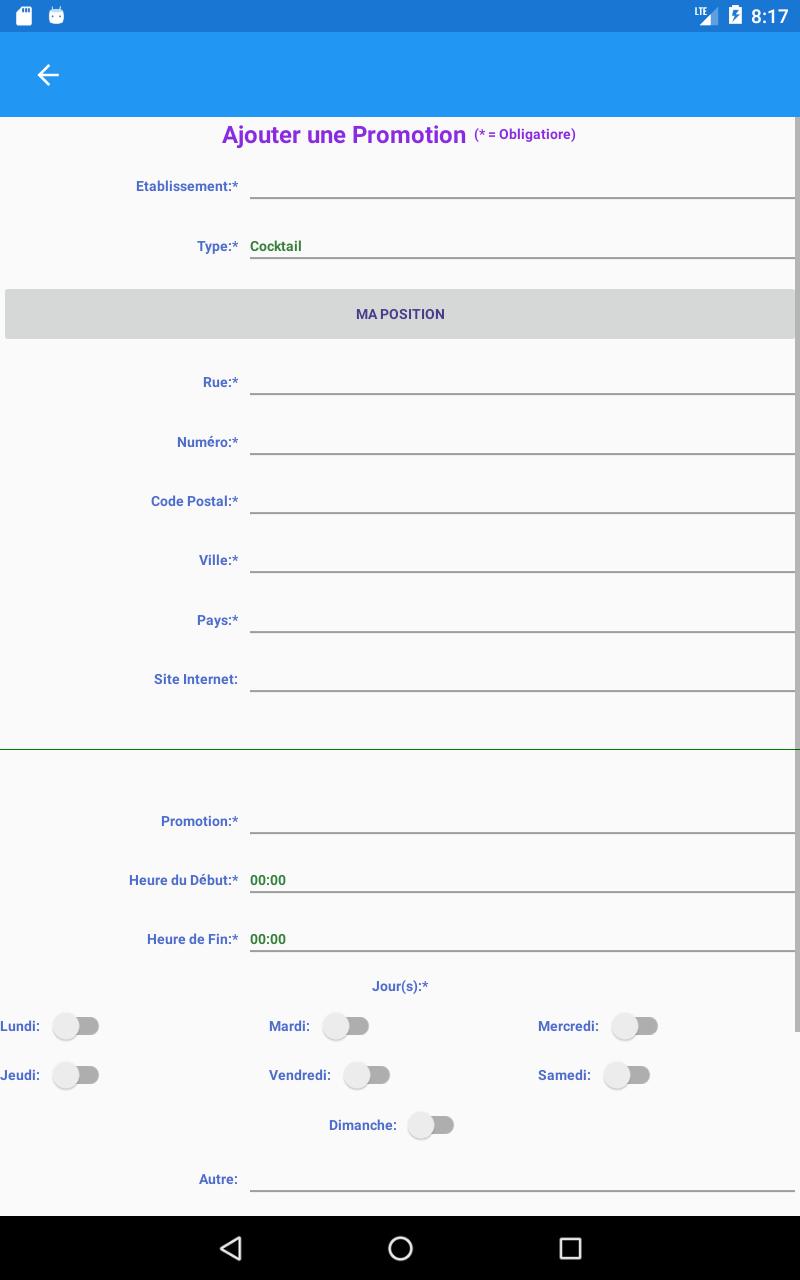 LTE 8:17
Ajouter une Promotion (* = Obligatiore)
Etablissement:*
Type:* Cocktail
MA POSITION
Rue:*
Numéro:*
Code Postal:*
Ville:*
Pays:*
Site Internet:
Promotion:*
Heure du Début:* 00:00
Heure de Fin:* 00:00
Jour(s):*
Lundi: Mardi: Mercredi:
Jeudi: Vendredi: Samedi:
Dimanche:
Autre: